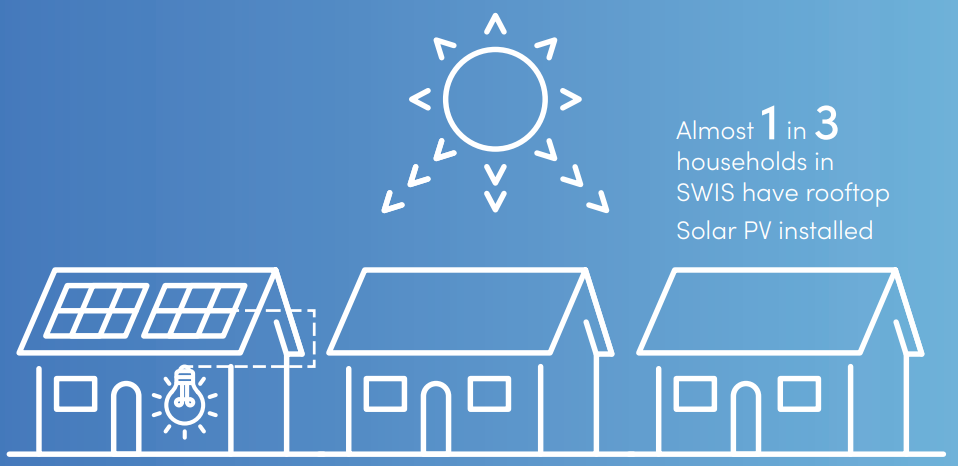 Almost 1 in 3
households in
SWIS have rooftop
Solar PV installed